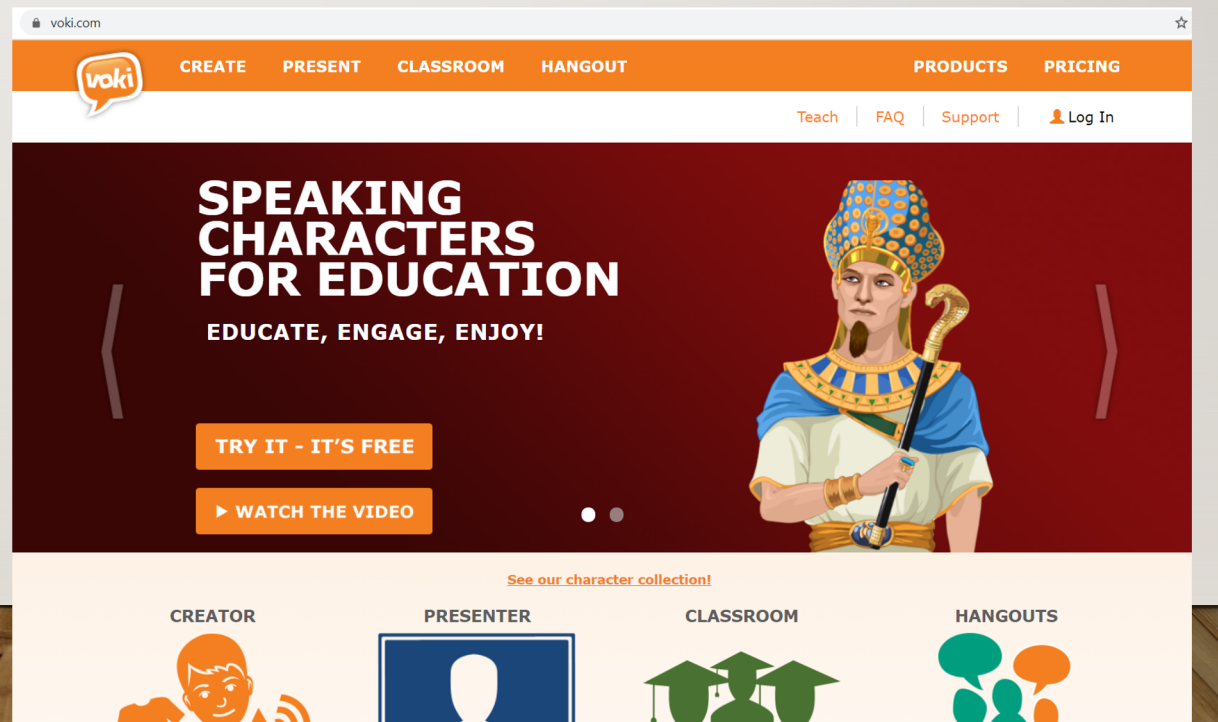 voki.com
voki
CREATE PRESENT CLASSROOM HANGOUT PRODUCTS PRICING
Teach FAQ Support Log In
SPEAKING
CHARACTERS
FOR EDUCATION
EDUCATE, ENGAGE, ENJOY!
TRY IT - IT'S FREE
WATCH THE VIDEO
See our character collection!
CREATOR PRESENTER CLASSROOM HANGOUTS